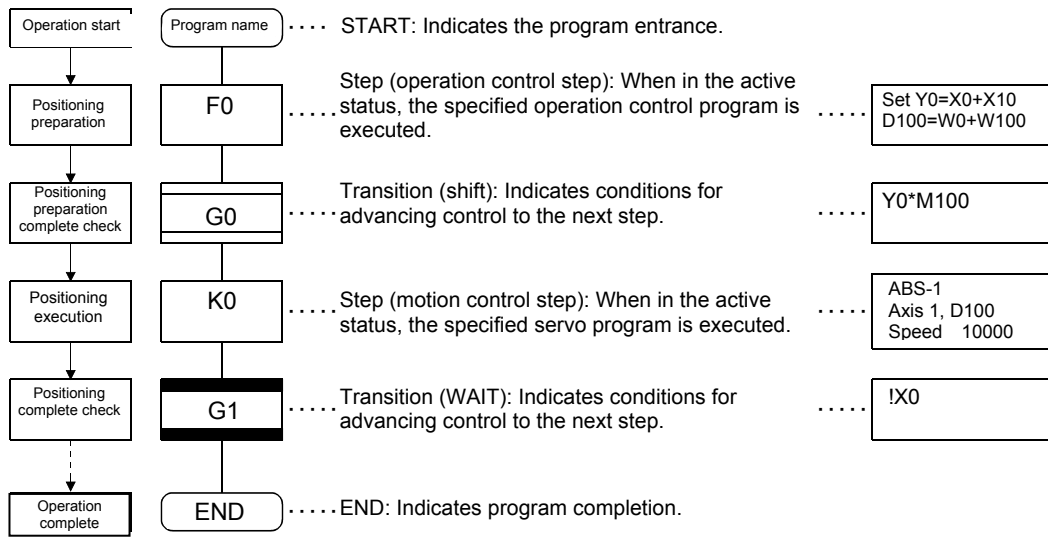 Operation start
Program name
START: Indicates the program entrance.
Positioning
preparation
F0
Step (operation control step): When in the active
status, the specified operation control program is
executed.
Set Y0=X0+X10
D100=W0+W100
Positioning
preparation
complete check
G0
Transition (shift): Indicates conditions for
advancing control to the next step.
Y0*M100
Positioning
execution
K0
Step (motion control step): When in the active
status, the specified servo program is executed.
ABS-1
Axis 1, D100
Speed 10000
Positioning
complete check
G1
Transition (WAIT): Indicates conditions for
advancing control to the next step.
!X0
Operation
complete
END
END: Indicates program completion.